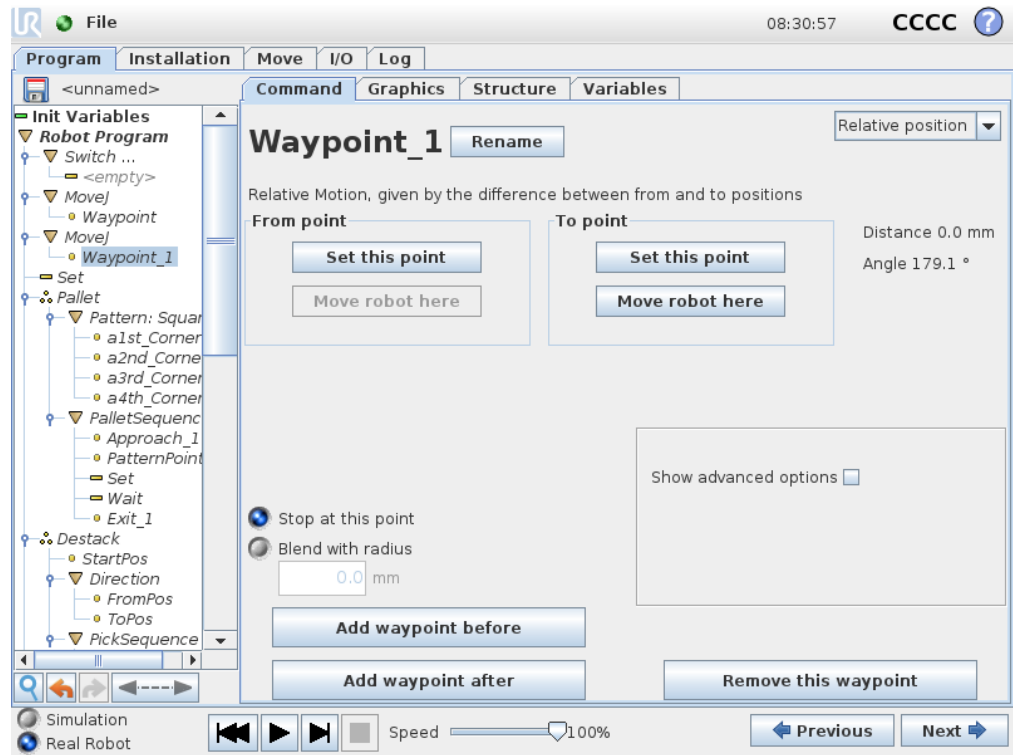 UR File 08:30:57 CCCC ?
Program Installation Move I/O Log
<unnamed>
Command Graphics Structure Variables
Init Variables
Robot Program
Switch ...
<empty>
MoveJ
Waypoint
MoveJ
Waypoint_1
Set
Pallet
Pattern: Squar
a1st_Corner
a2nd_Corne
a3rd_Corner
a4th_Corner
PalletSequenc
Approach_1
PatternPoint
Set
Wait
Exit_1
Destack
StartPos
Direction
FromPos
ToPos
PickSequence
Waypoint_1 Rename Relative position
Relative Motion, given by the difference between from and to positions
From point
Set this point
Move robot here
To point
Set this point
Move robot here
Distance 0.0 mm
Angle 179.1 °
Show advanced options
Stop at this point
Blend with radius
0.0 mm
Add waypoint before
Add waypoint after Remove this waypoint
Simulation
Real Robot
Speed 100%
Previous Next